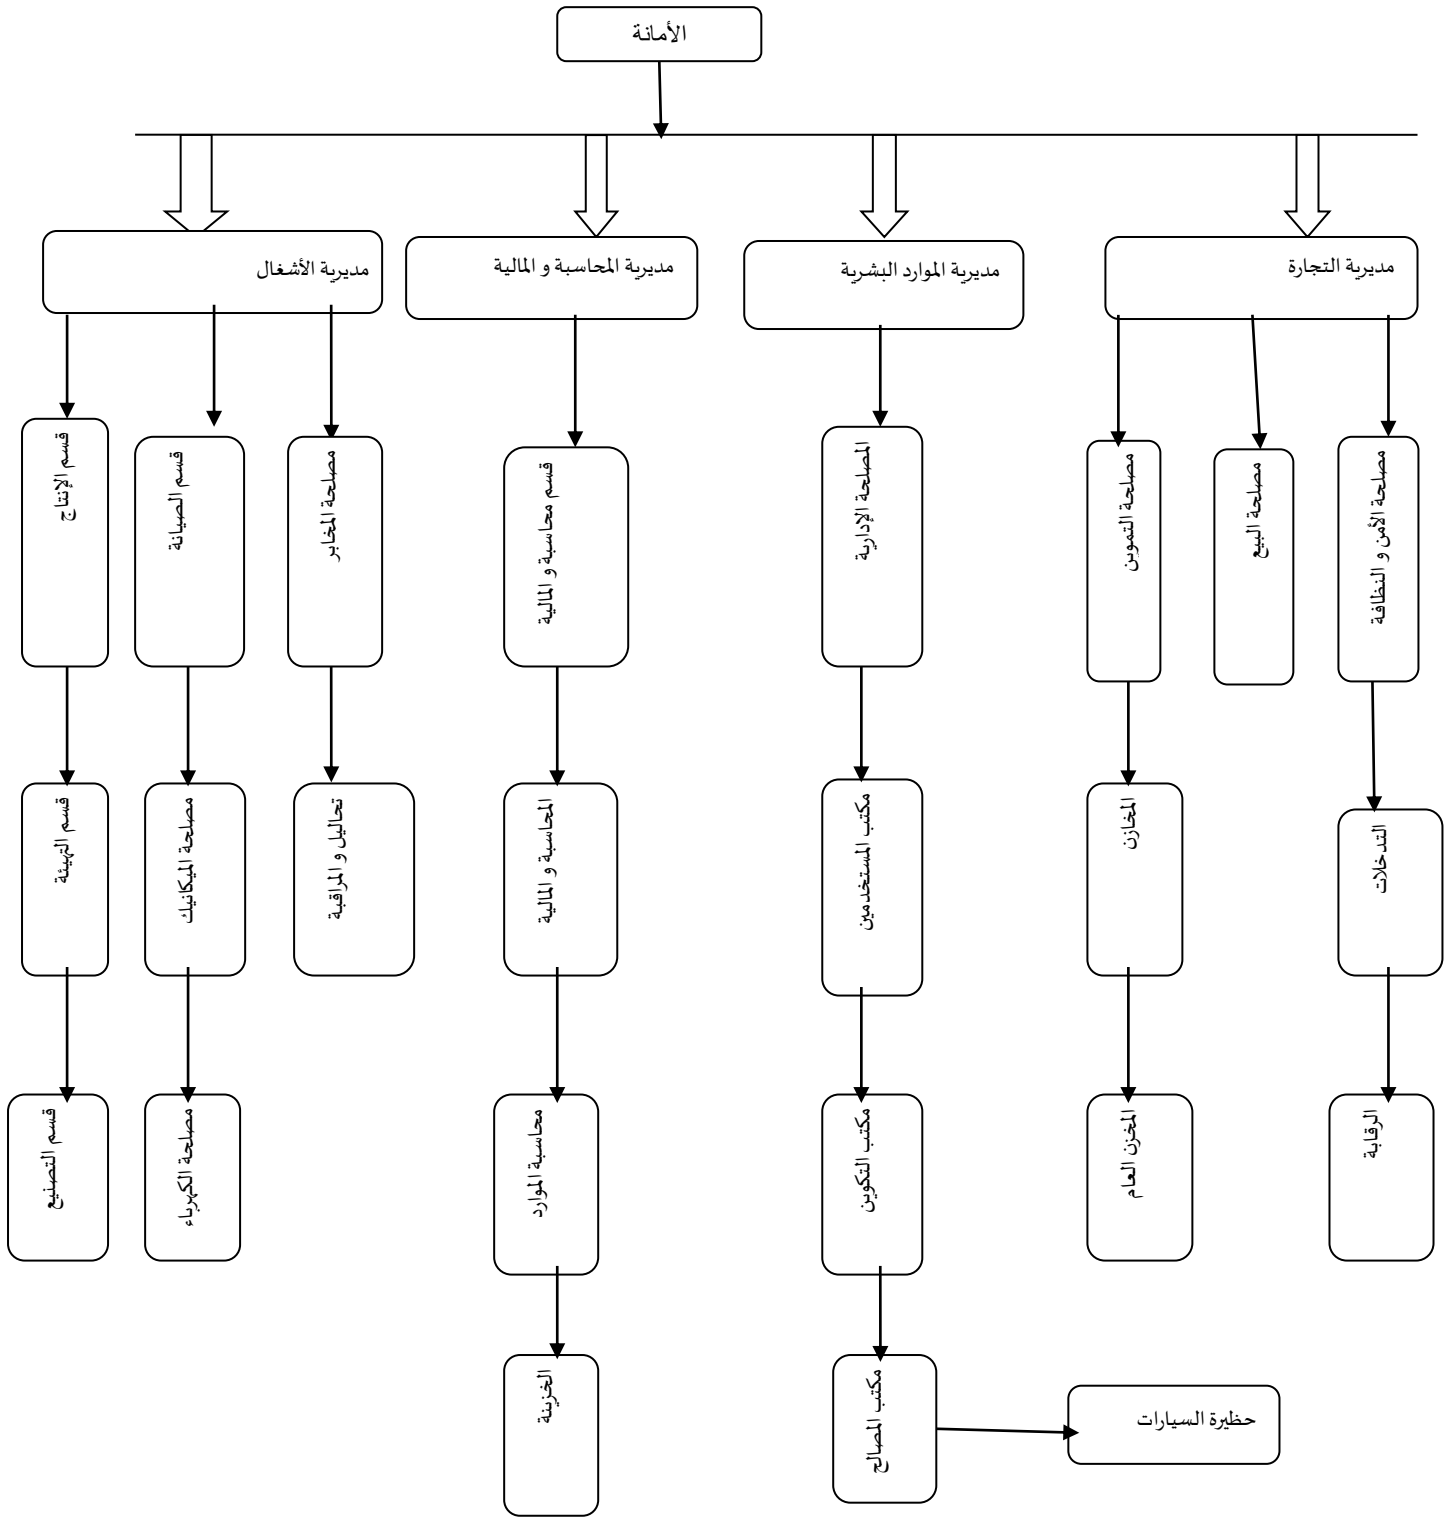 الأمانة
مديرية التجارة
مديرية الموارد البشرية
مديرية المحاسبة و المالية
مديرية الأشغال
مصلحة الأمن و النظافة
مصلحة البيع
مصلحة التموين
المصلحة الإدارية
قسم محاسبة و المالية
مصلحة المخابر
قسم الصيانة
قسم الإنتاج
التدخلات
المخازن
مكتب المستخدمين
المحاسبة و المالية
تحاليل و المراقبة
مصلحة الميكانيك
قسم التهيئة
الرقابة
المخزن العام
مكتب التكوين
محاسبة الموارد
مصلحة الكهرباء
قسم التصنيع
حظيرة السيارات
مكتب المصالح
الخزينة